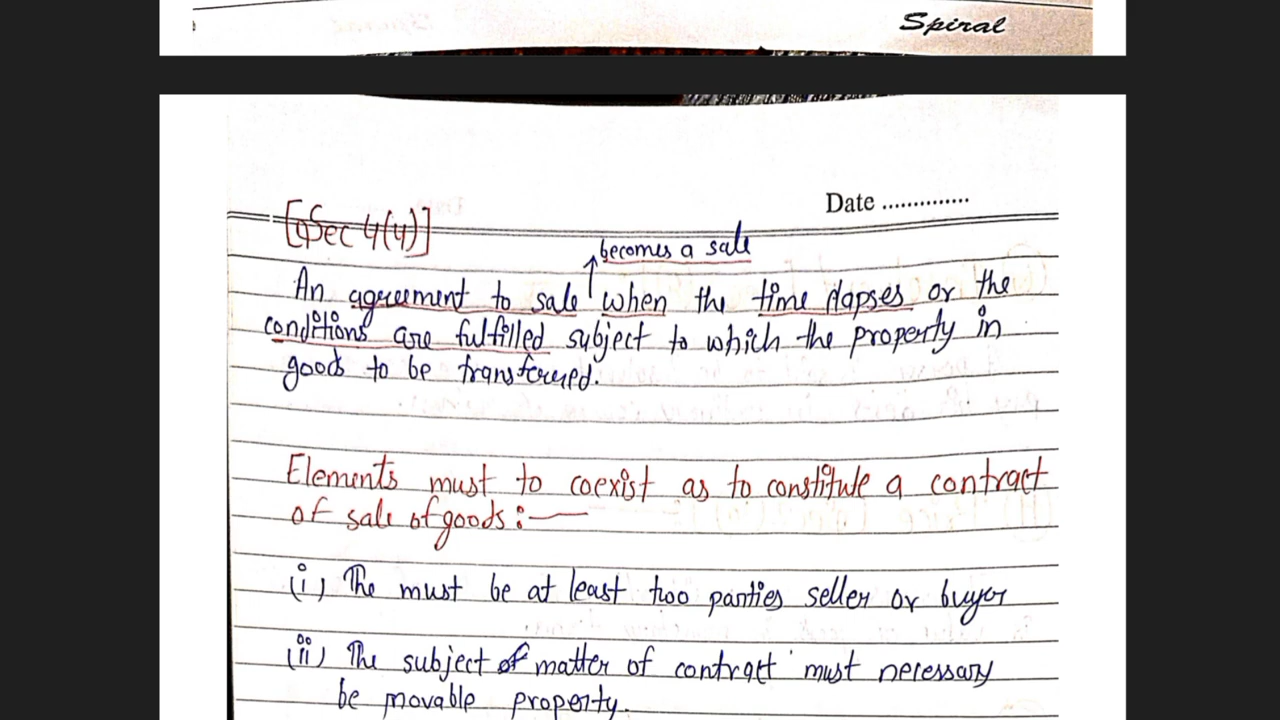 Spiral
Date ..............
[Sec 4(4)]
becomes a sale
An agreement to sale when the time elapses or the
conditions are fulfilled subject to which the property in
goods to be transferred.
Elements must to coexist as to constitute a contract
of sale of goods :—
(i) The must be at least two parties seller or buyer
(ii) The subject of matter of contract must necessary
be movable property.